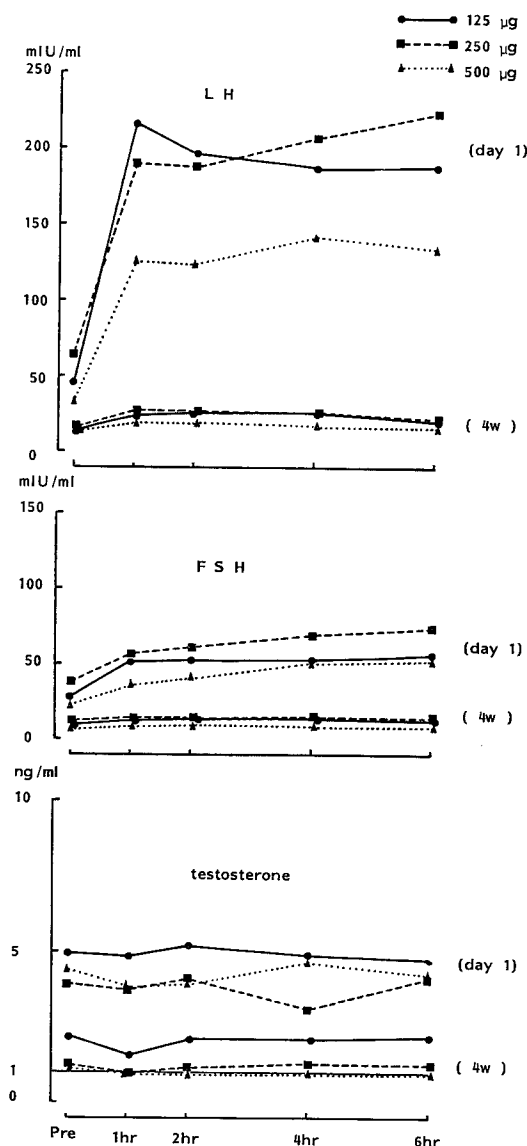 125 μg
250 μg
500 μg
mIU/ml
250
L H
200
(day 1)
150
100
50
( 4w )
0
mIU/ml
150
F S H
100
(day 1)
50
( 4w )
0
ng/ml
10
testosterone
5
(day 1)
1
( 4w )
0
Pre 1hr 2hr 4hr 6hr